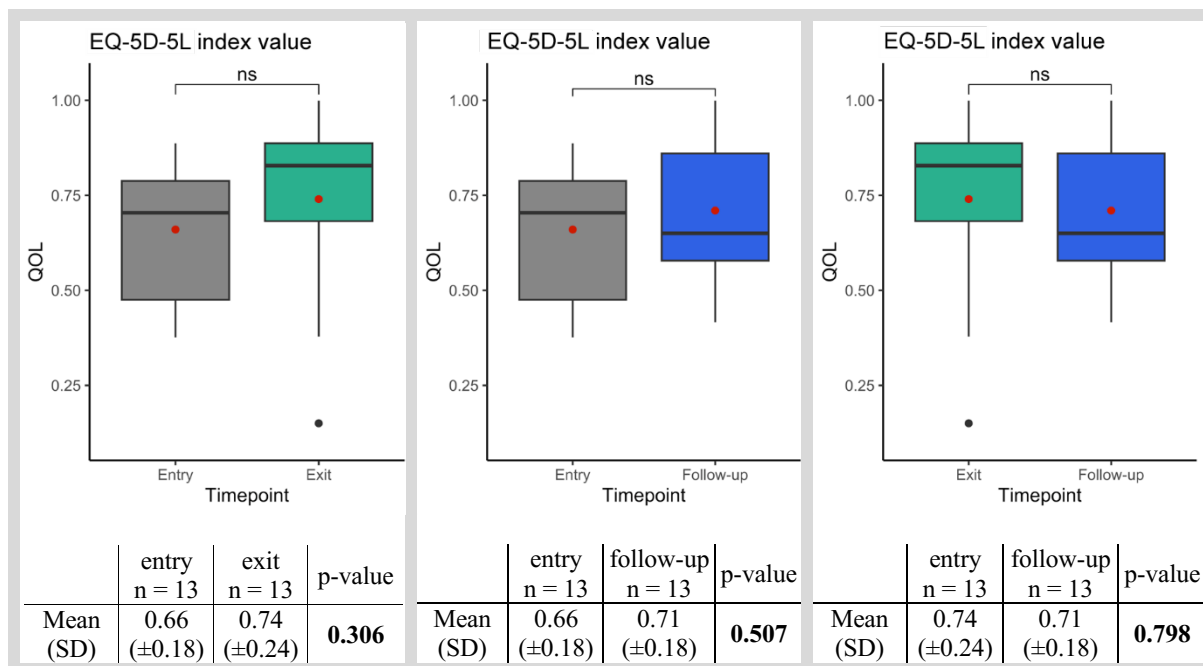 EQ-5D-5L index value
ns
1.00
0.75
0.50
0.25
QOL
Entry Exit
Timepoint
entry n = 13 exit n = 13 p-value
Mean (SD) 0.66 (±0.18) 0.74 (±0.24) 0.306
EQ-5D-5L index value
ns
1.00
0.75
0.50
0.25
QOL
Entry Follow-up
Timepoint
entry n = 13 follow-up n = 13 p-value
Mean (SD) 0.66 (±0.18) 0.71 (±0.18) 0.507
EQ-5D-5L index value
ns
1.00
0.75
0.50
0.25
QOL
Exit Follow-up
Timepoint
entry n = 13 follow-up n = 13 p-value
Mean (SD) 0.74 (±0.24) 0.71 (±0.18) 0.798